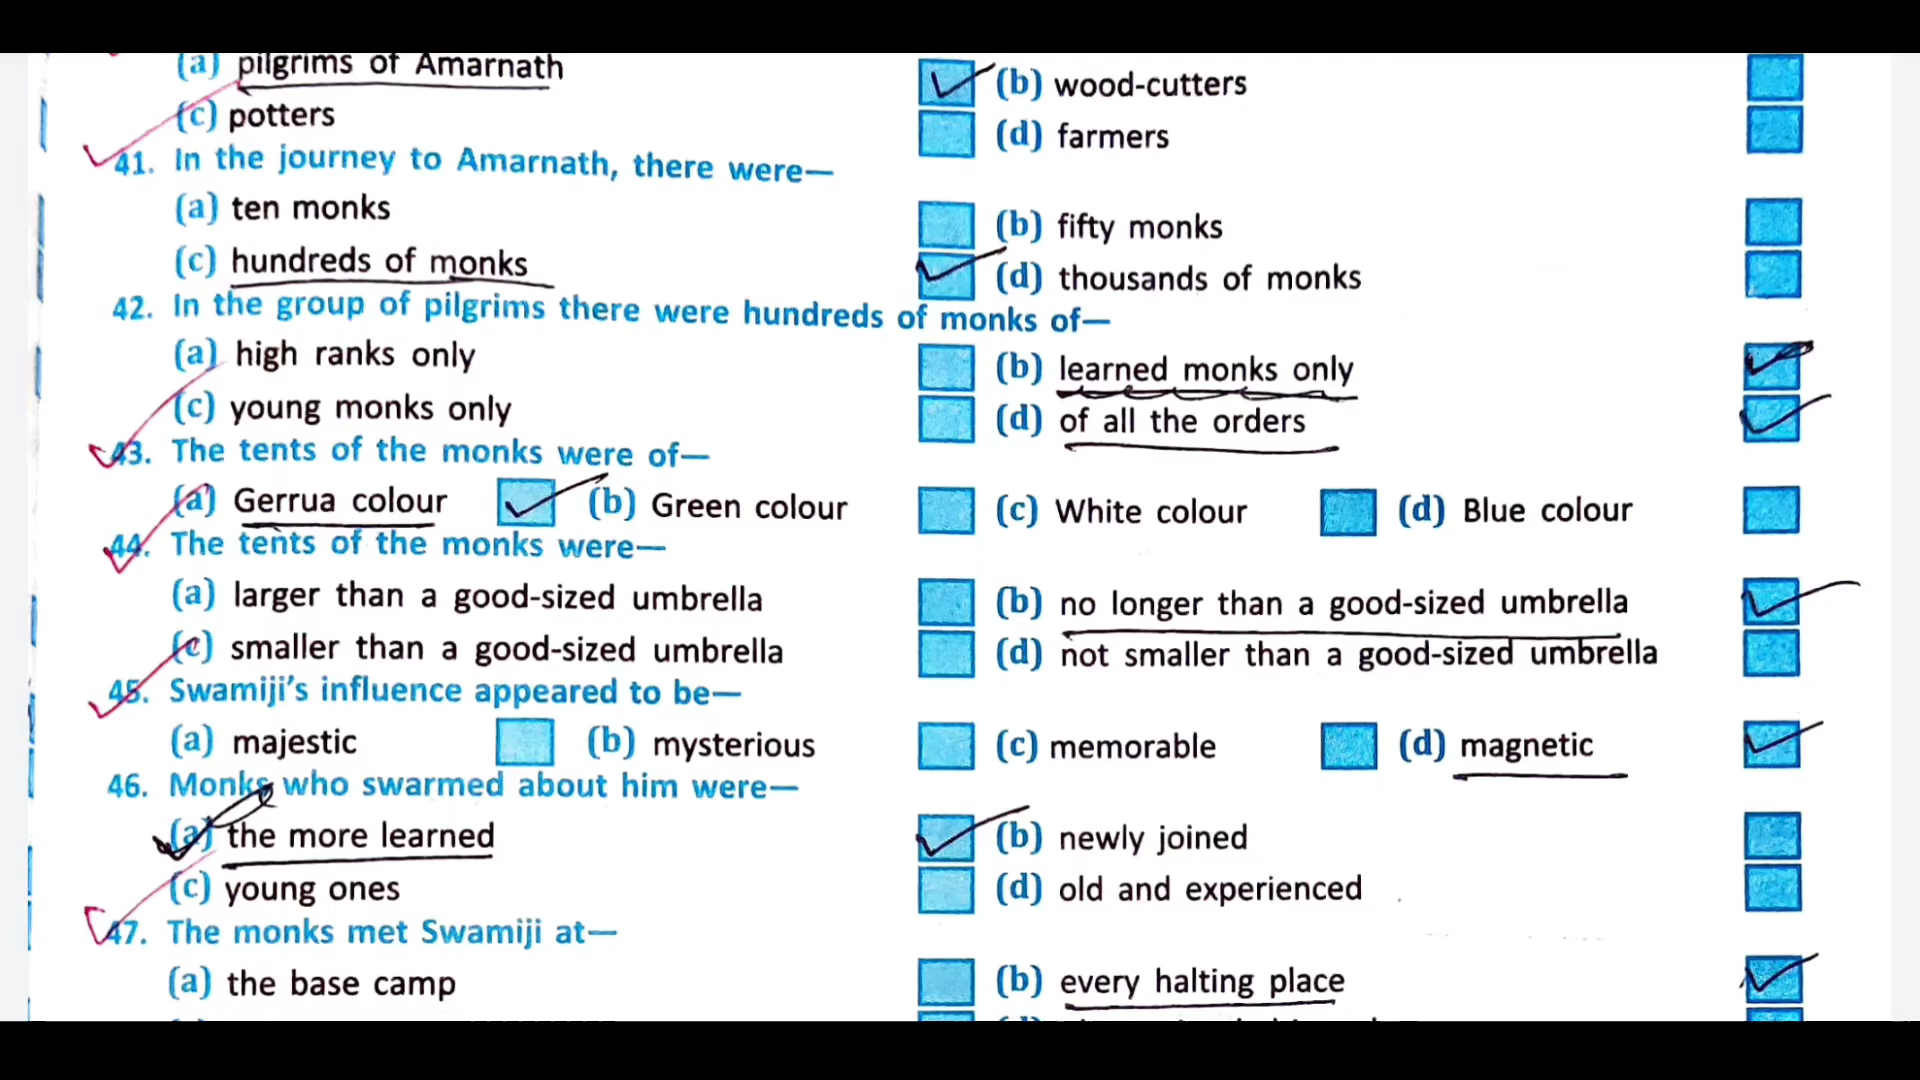 (a) pilgrims of Amarnath (b) wood-cutters
(c) potters (d) farmers
41. In the journey to Amarnath, there were—
(a) ten monks (b) fifty monks
(c) hundreds of monks (d) thousands of monks
42. In the group of pilgrims there were hundreds of monks of—
(a) high ranks only (b) learned monks only
(c) young monks only (d) of all the orders
43. The tents of the monks were of—
(a) Gerrua colour (b) Green colour (c) White colour (d) Blue colour
44. The tents of the monks were—
(a) larger than a good-sized umbrella (b) no longer than a good-sized umbrella
(c) smaller than a good-sized umbrella (d) not smaller than a good-sized umbrella
45. Swamiji's influence appeared to be—
(a) majestic (b) mysterious (c) memorable (d) magnetic
46. Monks who swarmed about him were—
(a) the more learned (b) newly joined
(c) young ones (d) old and experienced
47. The monks met Swamiji at—
(a) the base camp (b) every halting place